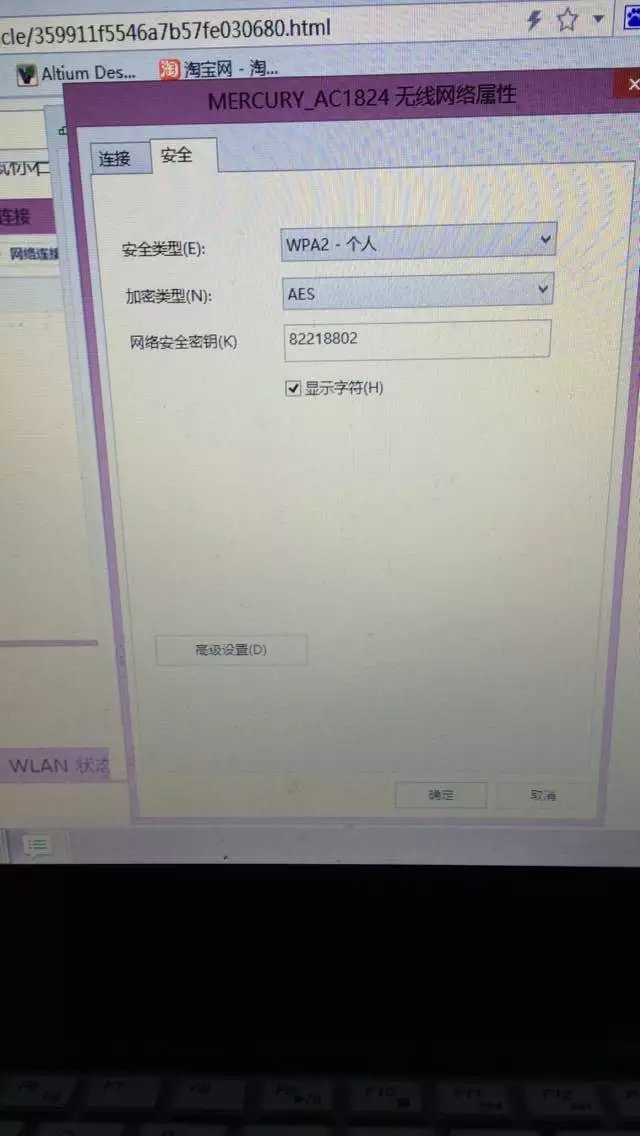 cle/359911f5546a7b57fe030680.html
Altium Des... 淘 淘宝网 - 淘...
MERCURY_AC1824 无线网络属性
连接 安全
连接
网络连接
安全类型(E): WPA2 - 个人
加密类型(N): AES
网络安全密钥(K) 82218802
显示字符(H)
高级设置(D)
WLAN 状态
确定 取消